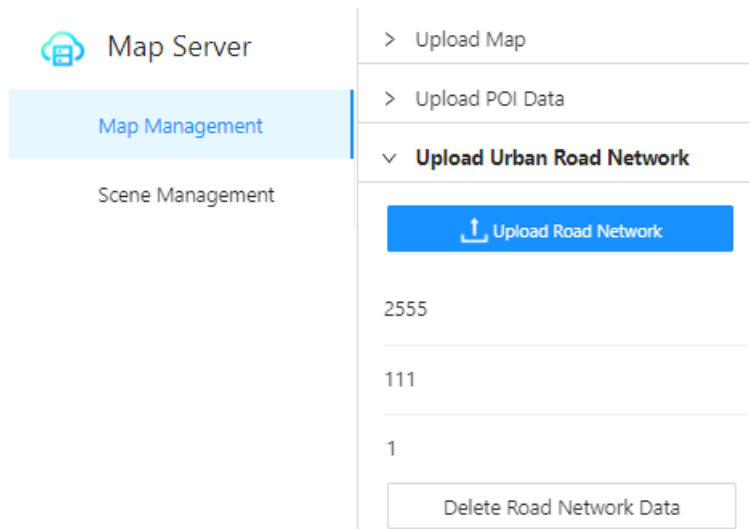 Map Server
Map Management
Scene Management
> Upload Map
> Upload POI Data
Upload Urban Road Network
Upload Road Network
2555
111
1
Delete Road Network Data